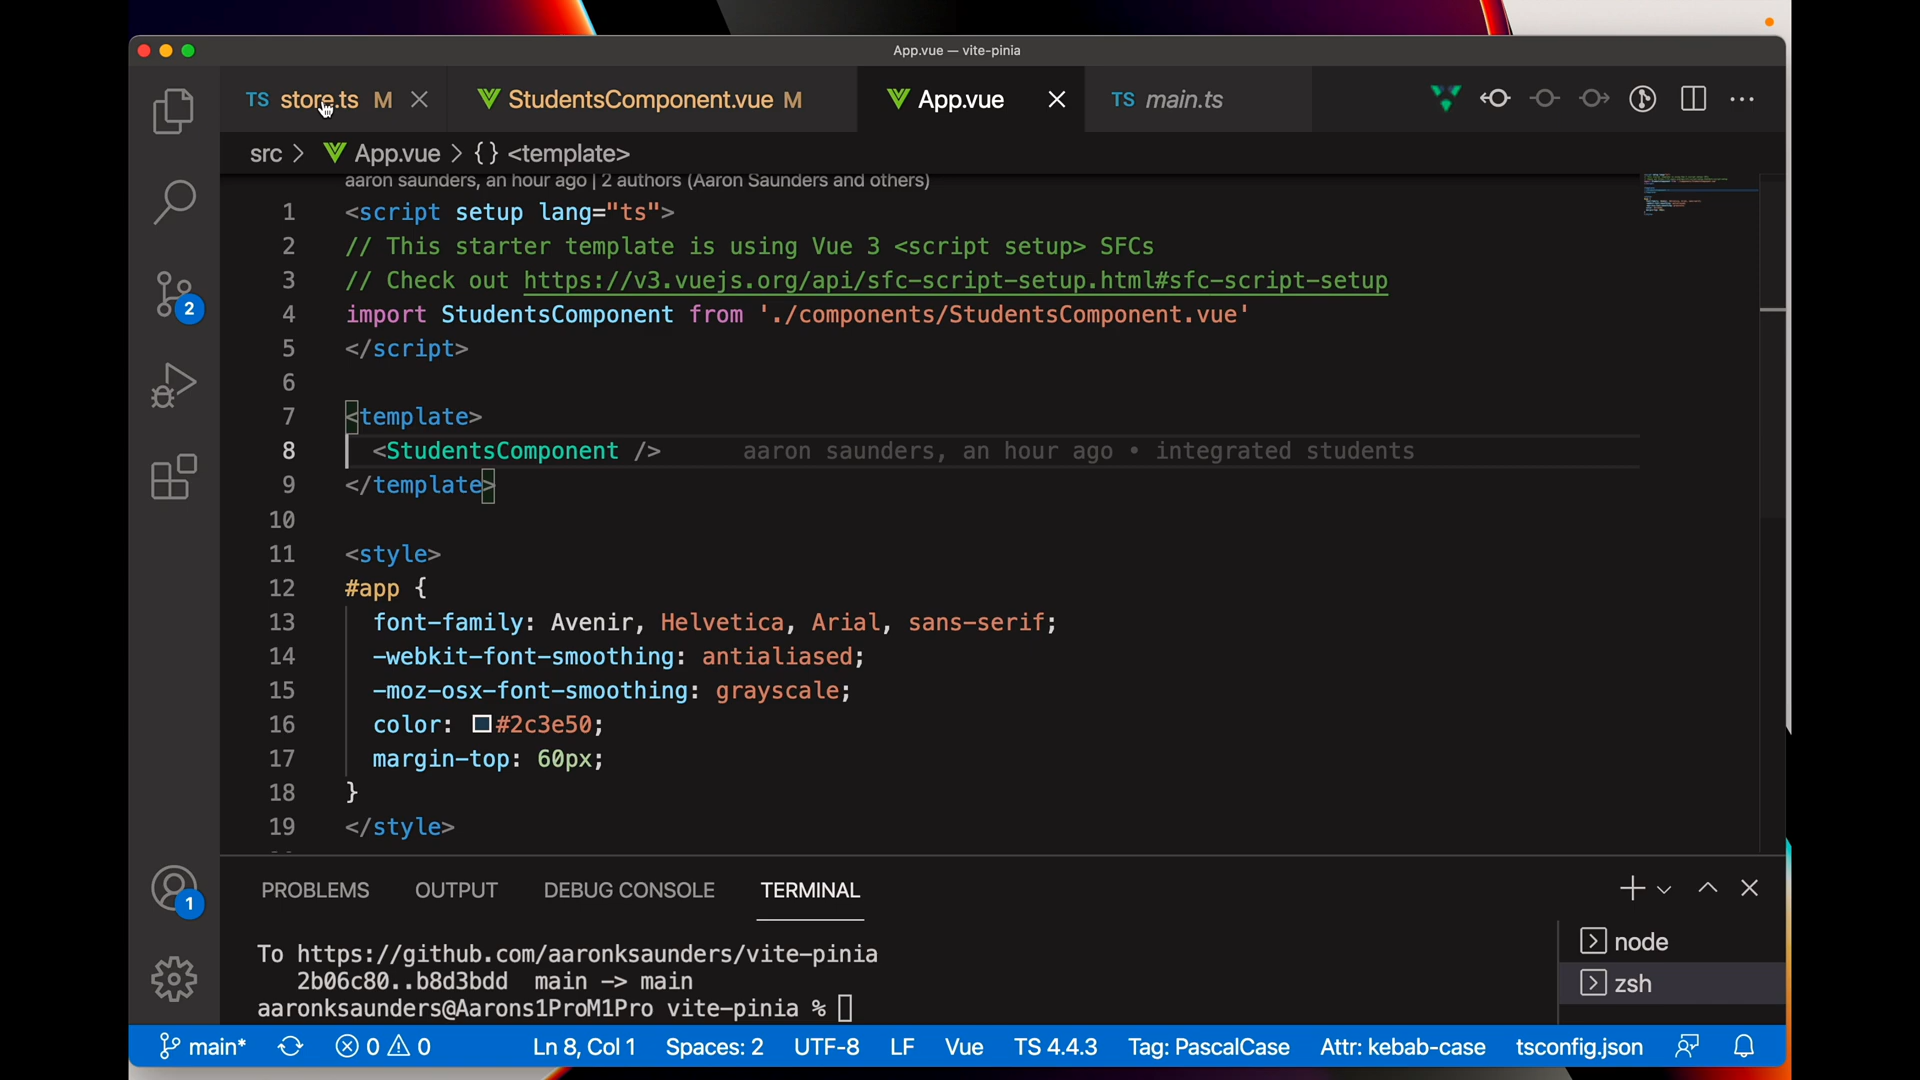 App.vue — vite-pinia
TS store.ts M
StudentsComponent.vue M
App.vue
TS main.ts
src > App.vue > {} <template>
aaron saunders, an hour ago | 2 authors (Aaron Saunders and others)
1 <script setup lang="ts">
2 // This starter template is using Vue 3 <script setup> SFCs
3 // Check out https://v3.vuejs.org/api/sfc-script-setup.html#sfc-script-setup
4 import StudentsComponent from './components/StudentsComponent.vue'
5 </script>
6
7 <template>
8 <StudentsComponent /> aaron saunders, an hour ago • integrated students
9 </template>
10
11 <style>
12 #app {
13 font-family: Avenir, Helvetica, Arial, sans-serif;
14 -webkit-font-smoothing: antialiased;
15 -moz-osx-font-smoothing: grayscale;
16 color: #2c3e50;
17 margin-top: 60px;
18 }
19 </style>
2
1
PROBLEMS OUTPUT DEBUG CONSOLE TERMINAL
To https://github.com/aaronksaunders/vite-pinia
2b06c80..b8d3bdd main -> main
aaronksaunders@Aarons1ProM1Pro vite-pinia %
node
zsh
main* 0 0 Ln 8, Col 1 Spaces: 2 UTF-8 LF Vue TS 4.4.3 Tag: PascalCase Attr: kebab-case tsconfig.json